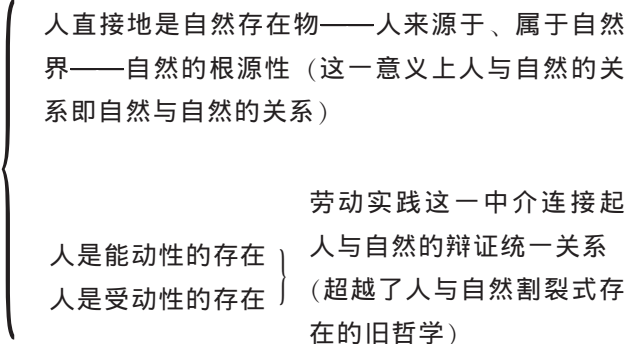 人直接地是自然存在物——人来源于、属于自然
界——自然的根源性（这一意义上人与自然的关
系即自然与自然的关系）
人是能动性的存在
人是受动性的存在
劳动实践这一中介连接起
人与自然的辩证统一关系
（超越了人与自然割裂式存
在的旧哲学）